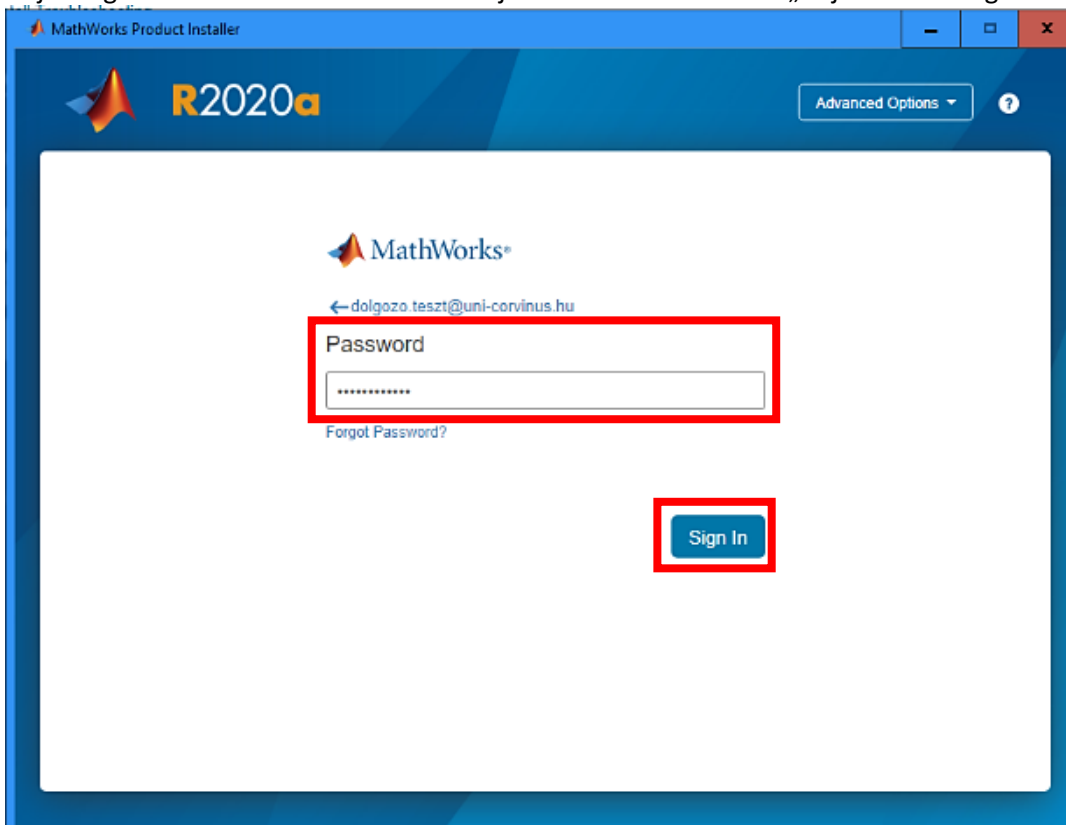 MathWorks Product Installer
R2020a
Advanced Options
?
MathWorks®
←dolgozo.teszt@uni-corvinus.hu
Password
••••••••••••
Forgot Password?
Sign In